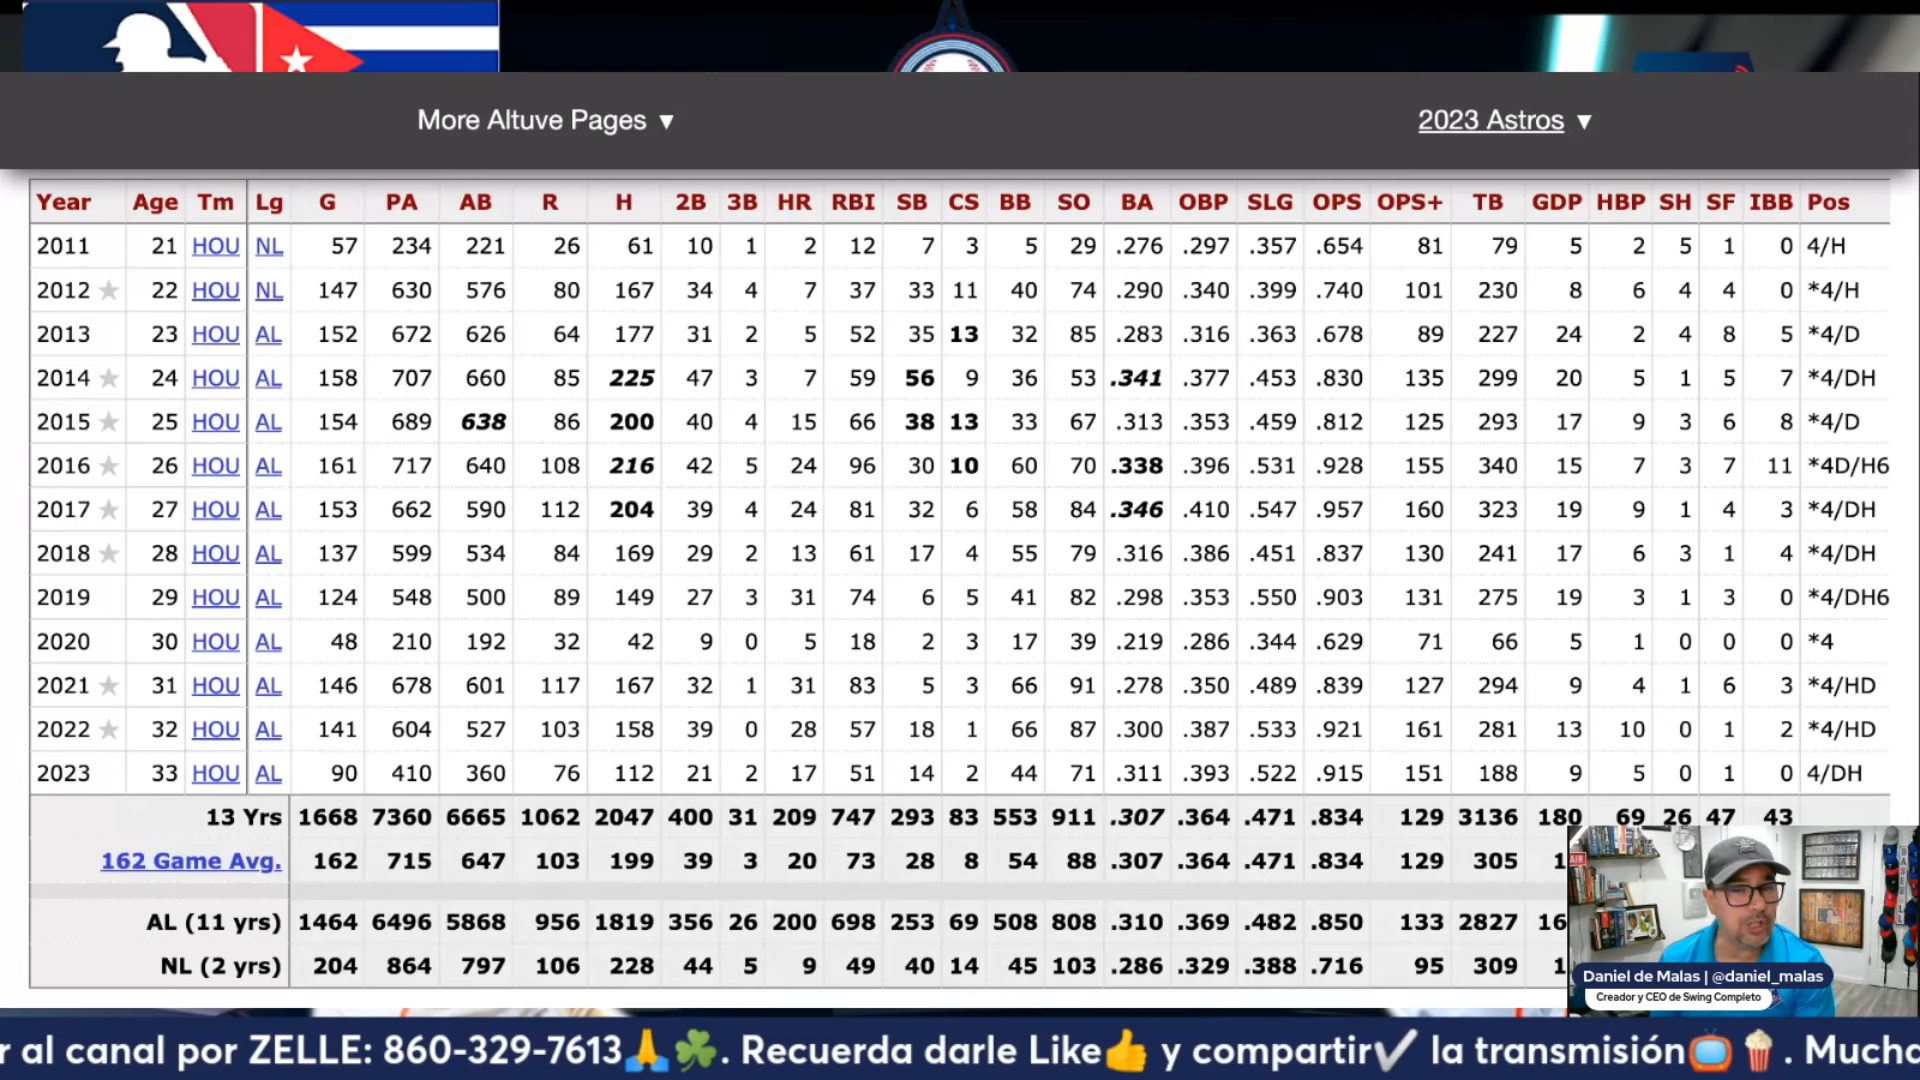 More Altuve Pages ▼ 2023 Astros ▼
Year Age Tm Lg G PA AB R H 2B 3B HR RBI SB CS BB SO BA OBP SLG OPS OPS+ TB GDP HBP SH SF IBB Pos
2011 21 HOU NL 57 234 221 26 61 10 1 2 12 7 3 5 29 .276 .297 .357 .654 81 79 5 2 5 1 0 4/H
2012 ★ 22 HOU NL 147 630 576 80 167 34 4 7 37 33 11 40 74 .290 .340 .399 .740 101 230 8 6 4 4 0 *4/H
2013 23 HOU AL 152 672 626 64 177 31 2 5 52 35 13 32 85 .283 .316 .363 .678 89 227 24 2 4 8 5 *4/D
2014 ★ 24 HOU AL 158 707 660 85 225 47 3 7 59 56 9 36 53 .341 .377 .453 .830 135 299 20 5 1 5 7 *4/DH
2015 ★ 25 HOU AL 154 689 638 86 200 40 4 15 66 38 13 33 67 .313 .353 .459 .812 125 293 17 9 3 6 8 *4/D
2016 ★ 26 HOU AL 161 717 640 108 216 42 5 24 96 30 10 60 70 .338 .396 .531 .928 155 340 15 7 3 7 11 *4D/H6
2017 ★ 27 HOU AL 153 662 590 112 204 39 4 24 81 32 6 58 84 .346 .410 .547 .957 160 323 19 9 1 4 3 *4/DH
2018 ★ 28 HOU AL 137 599 534 84 169 29 2 13 61 17 4 55 79 .316 .386 .451 .837 130 241 17 6 3 1 4 *4/DH
2019 29 HOU AL 124 548 500 89 149 27 3 31 74 6 5 41 82 .298 .353 .550 .903 131 275 19 3 1 3 0 *4/DH6
2020 30 HOU AL 48 210 192 32 42 9 0 5 18 2 3 17 39 .219 .286 .344 .629 71 66 5 1 0 0 0 *4
2021 ★ 31 HOU AL 146 678 601 117 167 32 1 31 83 5 3 66 91 .278 .350 .489 .839 127 294 9 4 1 6 3 *4/HD
2022 ★ 32 HOU AL 141 604 527 103 158 39 0 28 57 18 1 66 87 .300 .387 .533 .921 161 281 13 10 0 1 2 *4/HD
2023 33 HOU AL 90 410 360 76 112 21 2 17 51 14 2 44 71 .311 .393 .522 .915 151 188 9 5 0 1 0 4/DH
13 Yrs 1668 7360 6665 1062 2047 400 31 209 747 293 83 553 911 .307 .364 .471 .834 129 3136 180 69 26 47 43
162 Game Avg. 162 715 647 103 199 39 3 20 73 28 8 54 88 .307 .364 .471 .834 129 305 1
AL (11 yrs) 1464 6496 5868 956 1819 356 26 200 698 253 69 508 808 .310 .369 .482 .850 133 2827 16
NL (2 yrs) 204 864 797 106 228 44 5 9 49 40 14 45 103 .286 .329 .388 .716 95 309 1
Daniel de Malas | @daniel_malas
Creador y CEO de Swing Completo
r al canal por ZELLE: 860-329-7613🙏☘️. Recuerda darle Like👍 y compartir✔️ la transmisión📺🍿. Mucha